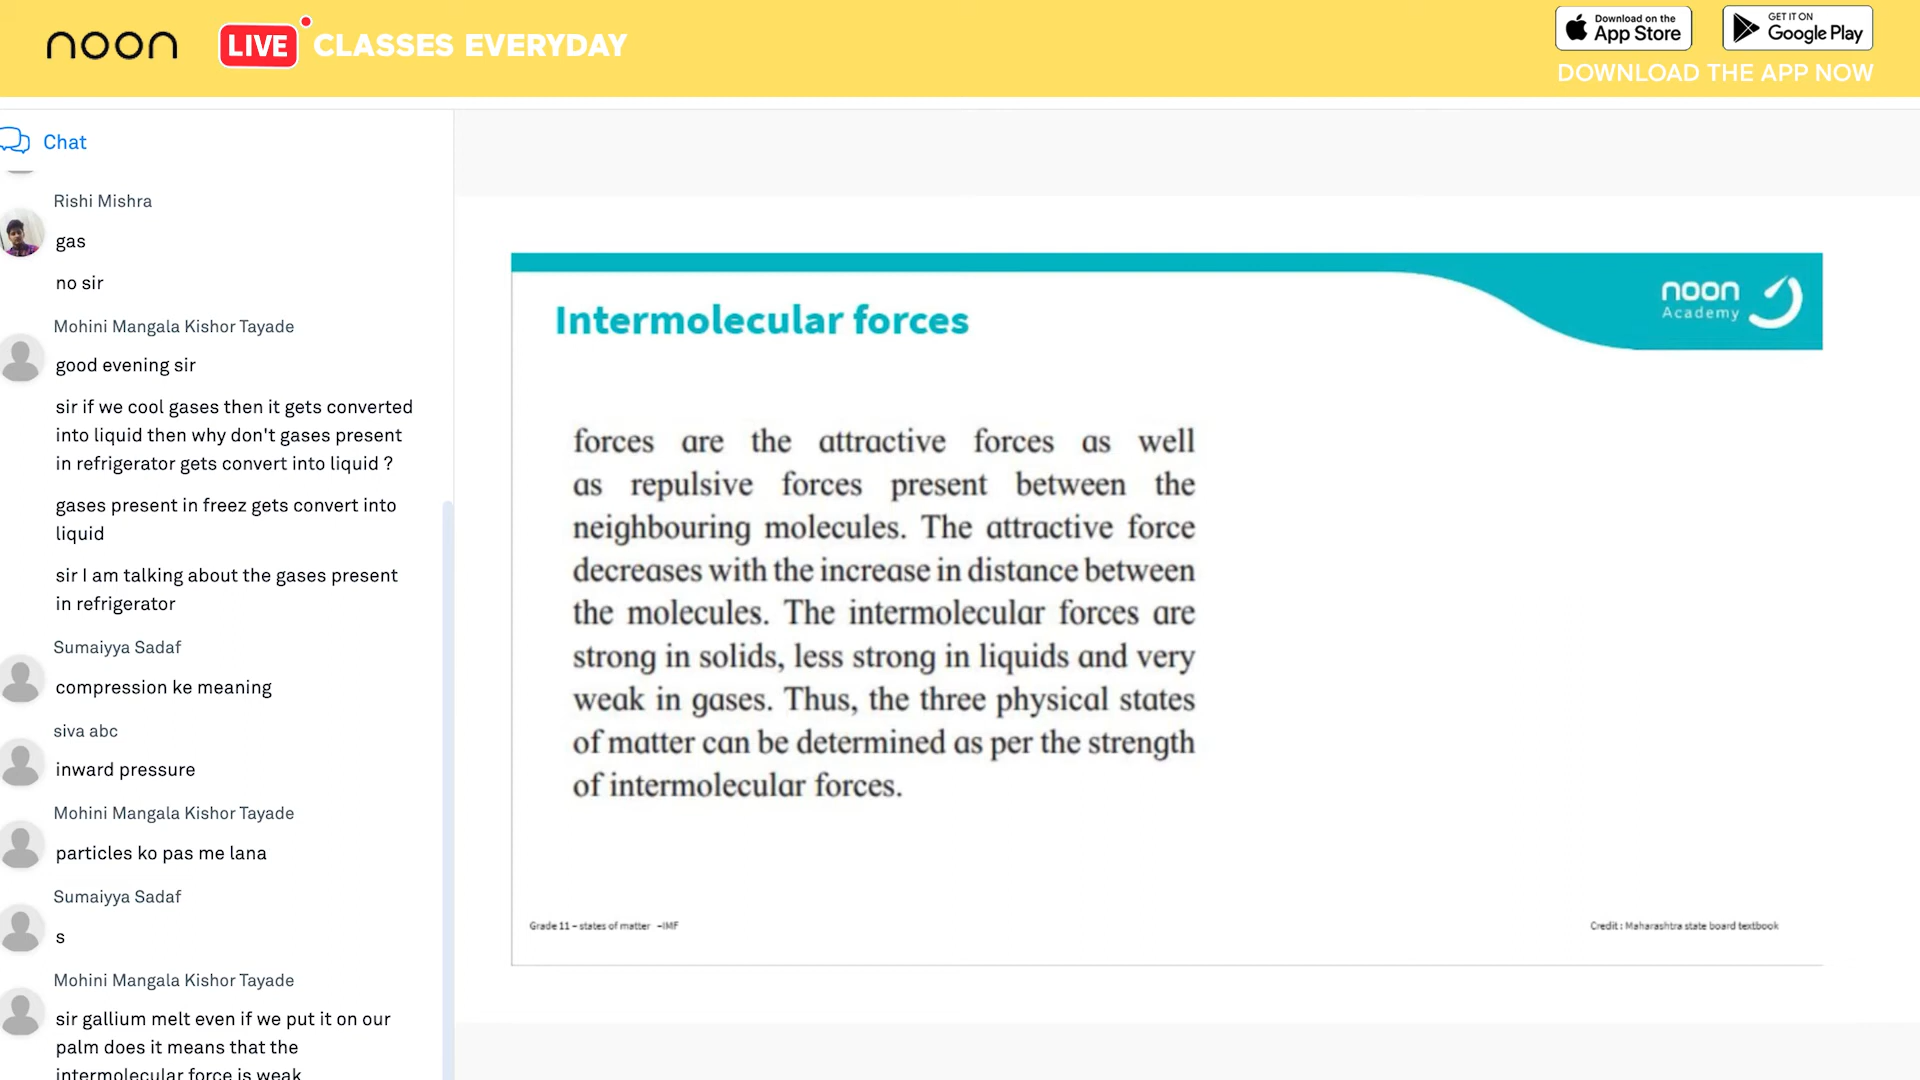 noon LIVE CLASSES EVERYDAY
Download on the App Store
GET IT ON Google Play
DOWNLOAD THE APP NOW
Chat
Rishi Mishra
gas
no sir
Mohini Mangala Kishor Tayade
good evening sir
sir if we cool gases then it gets converted
into liquid then why don't gases present
in refrigerator gets convert into liquid ?
gases present in freez gets convert into
liquid
sir I am talking about the gases present
in refrigerator
Sumaiyya Sadaf
compression ke meaning
siva abc
inward pressure
Mohini Mangala Kishor Tayade
particles ko pas me lana
Sumaiyya Sadaf
s
Mohini Mangala Kishor Tayade
sir gallium melt even if we put it on our
palm does it means that the
intermolecular force is weak
noon
Academy
Intermolecular forces
forces are the attractive forces as well
as repulsive forces present between the
neighbouring molecules. The attractive force
decreases with the increase in distance between
the molecules. The intermolecular forces are
strong in solids, less strong in liquids and very
weak in gases. Thus, the three physical states
of matter can be determined as per the strength
of intermolecular forces.
Grade 11 – states of matter –IMF
Credit : Maharashtra state board textbook